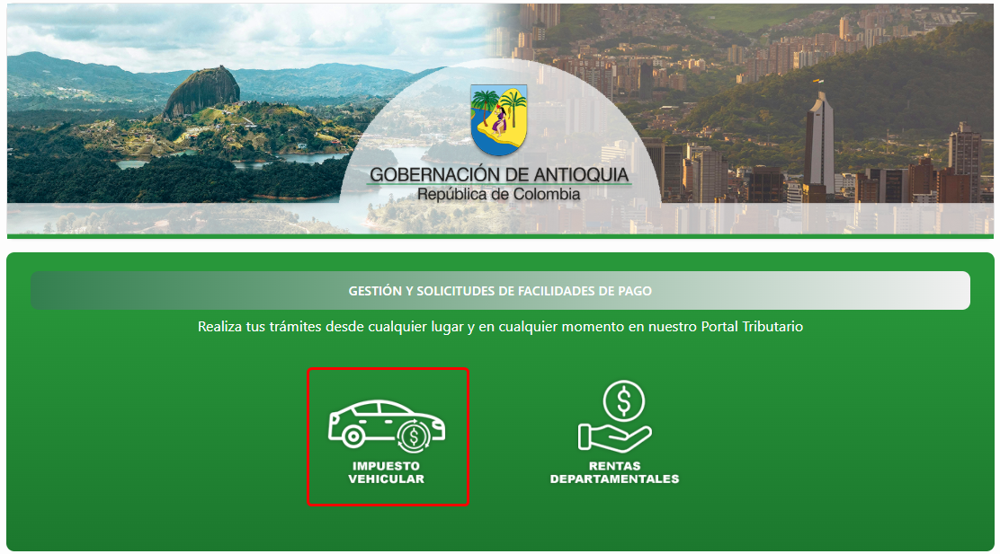 GOBERNACIÓN DE ANTIOQUIA
República de Colombia
GESTIÓN Y SOLICITUDES DE FACILIDADES DE PAGO
Realiza tus trámites desde cualquier lugar y en cualquier momento en nuestro Portal Tributario
$
IMPUESTO
VEHICULAR
$
RENTAS
DEPARTAMENTALES